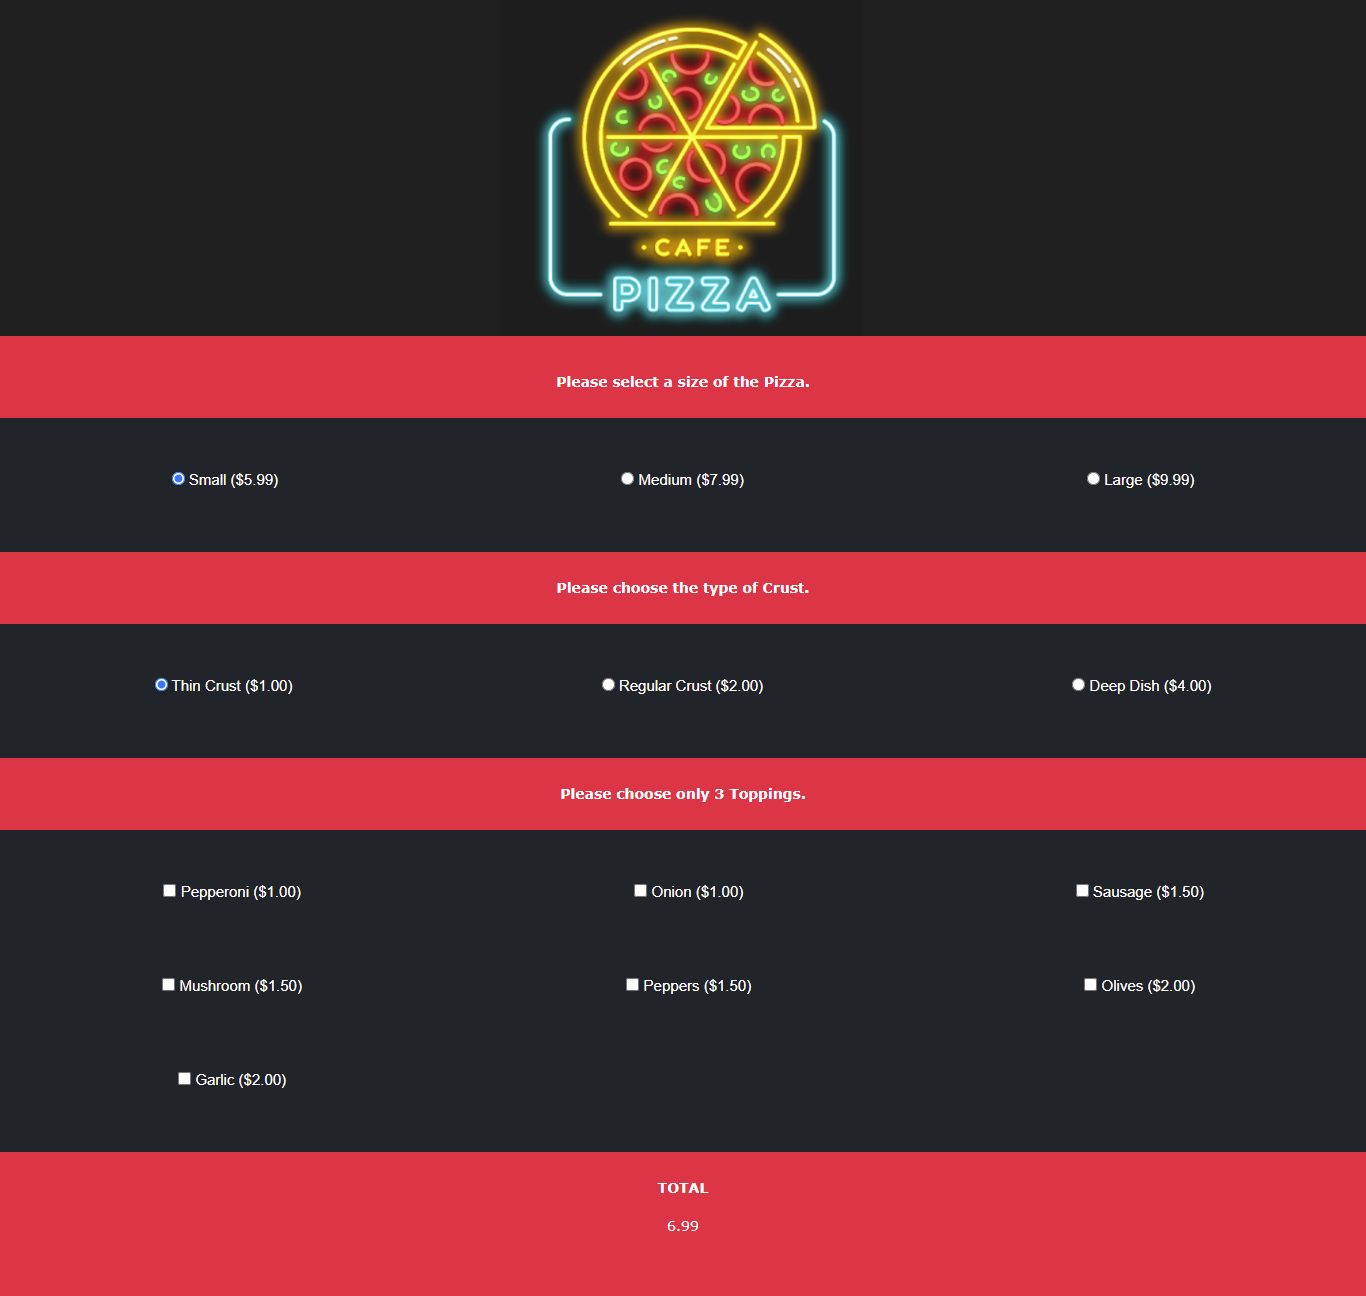 · CAFE ·
PIZZA
Please select a size of the Pizza.
Small ($5.99) Medium ($7.99) Large ($9.99)
Please choose the type of Crust.
Thin Crust ($1.00) Regular Crust ($2.00) Deep Dish ($4.00)
Please choose only 3 Toppings.
Pepperoni ($1.00) Onion ($1.00) Sausage ($1.50)
Mushroom ($1.50) Peppers ($1.50) Olives ($2.00)
Garlic ($2.00)
TOTAL
6.99